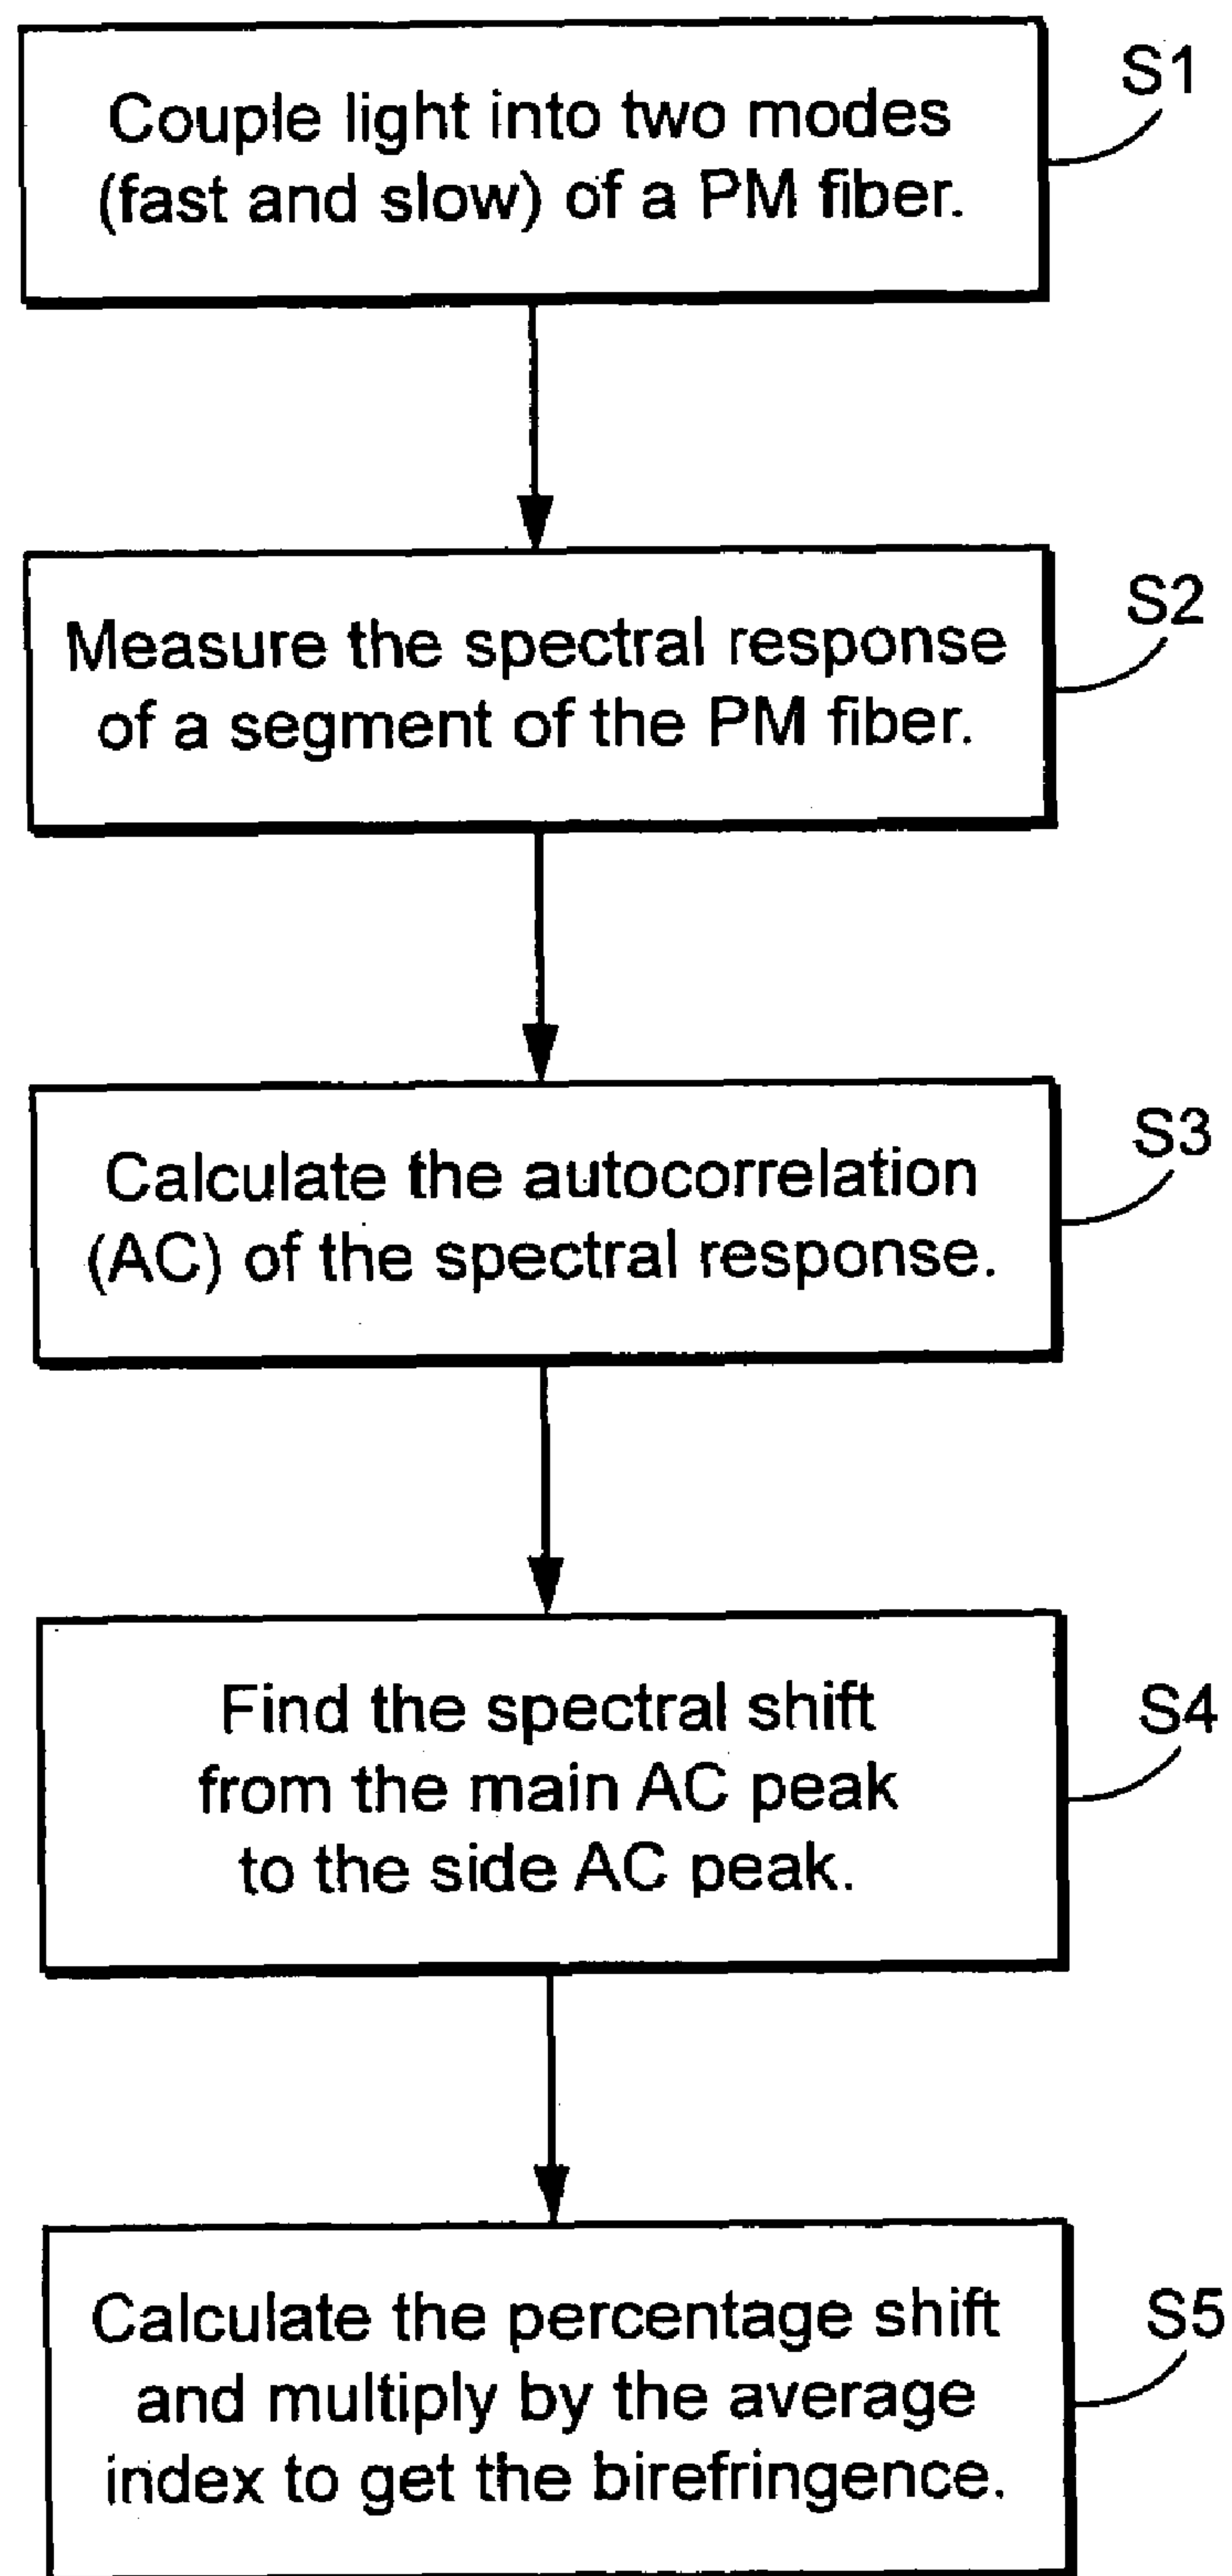 Couple light into two modes
(fast and slow) of a PM fiber.
S1
Measure the spectral response
of a segment of the PM fiber.
S2
Calculate the autocorrelation
(AC) of the spectral response.
S3
Find the spectral shift
from the main AC peak
to the side AC peak.
S4
Calculate the percentage shift
and multiply by the average
index to get the birefringence.
S5